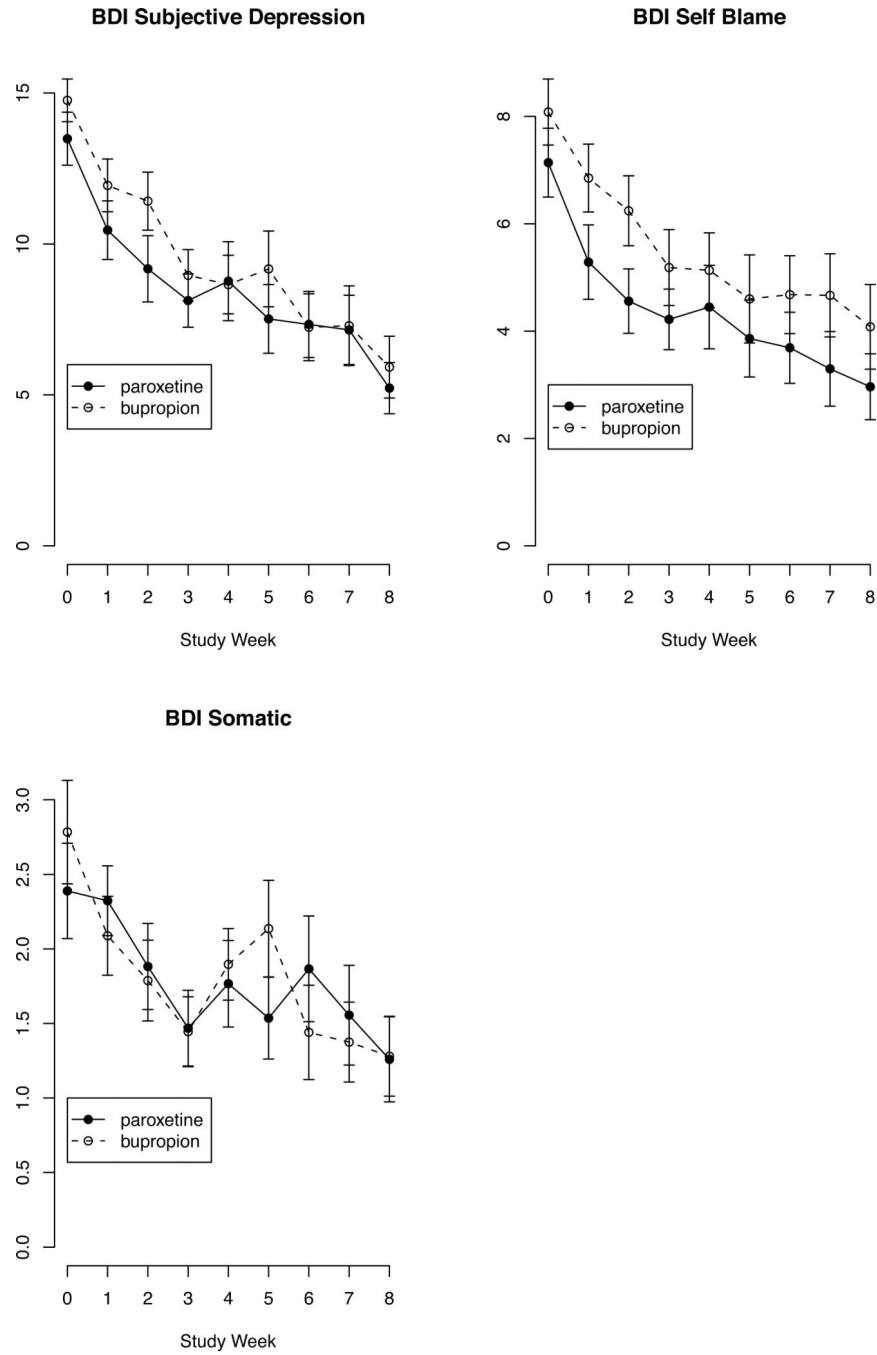 BDI Subjective Depression
15
10
5
0
paroxetine
bupropion
0 1 2 3 4 5 6 7 8
Study Week
BDI Self Blame
8
6
4
2
0
paroxetine
bupropion
0 1 2 3 4 5 6 7 8
Study Week
BDI Somatic
3.0
2.5
2.0
1.5
1.0
0.5
0.0
paroxetine
bupropion
0 1 2 3 4 5 6 7 8
Study Week